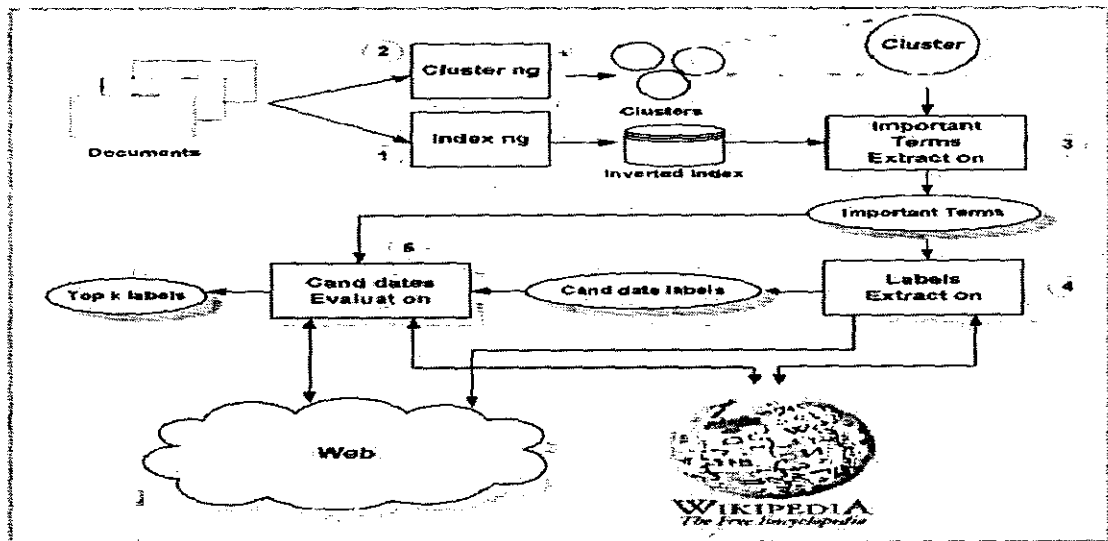 2
Cluster ng
Cluster
Clusters
Documents
1
Index ng
Inverted Index
Important
Terms
Extract on
3
Important Terms
5
Top k labels
Cand dates
Evaluat on
Cand date labels
Labels
Extract on
4
Web
WIKIPEDIA
The Free Encyclopedia